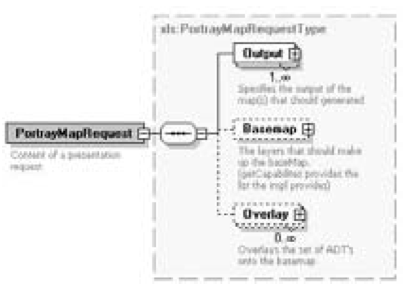 xls:PortrayMapRequestType
Output
1..∞
Specifies the output of the
map(s) that should generated
PortrayMapRequest
Content of a presentation
request
Basemap
The layers that should make
up the baseMap.
(getCapabilites provides the
list the impl provides)
Overlay
0..∞
Overlays the set of ADT's
onto the basemap